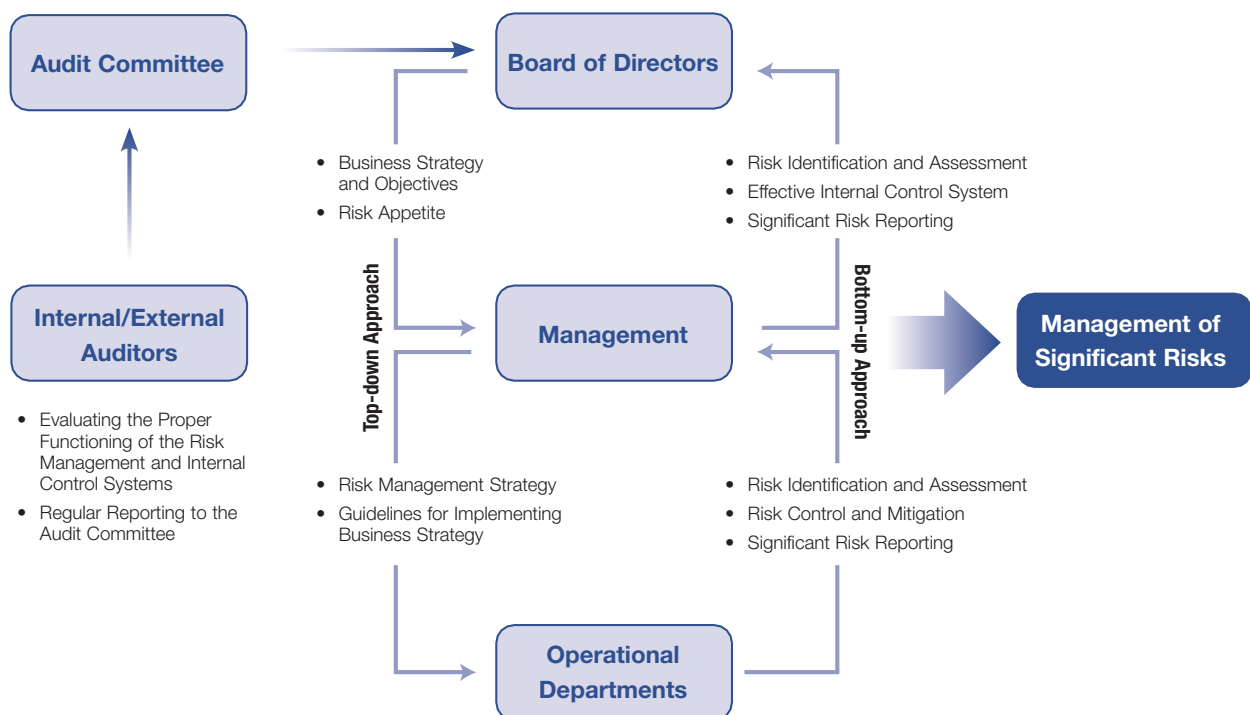 Audit Committee
Board of Directors
• Business Strategy
and Objectives
• Risk Appetite
• Risk Identification and Assessment
• Effective Internal Control System
• Significant Risk Reporting
Internal/External
Auditors
• Evaluating the Proper
Functioning of the Risk
Management and Internal
Control Systems
• Regular Reporting to the
Audit Committee
Top-down Approach
Management
Bottom-up Approach
Management of
Significant Risks
• Risk Management Strategy
• Guidelines for Implementing
Business Strategy
• Risk Identification and Assessment
• Risk Control and Mitigation
• Significant Risk Reporting
Operational
Departments